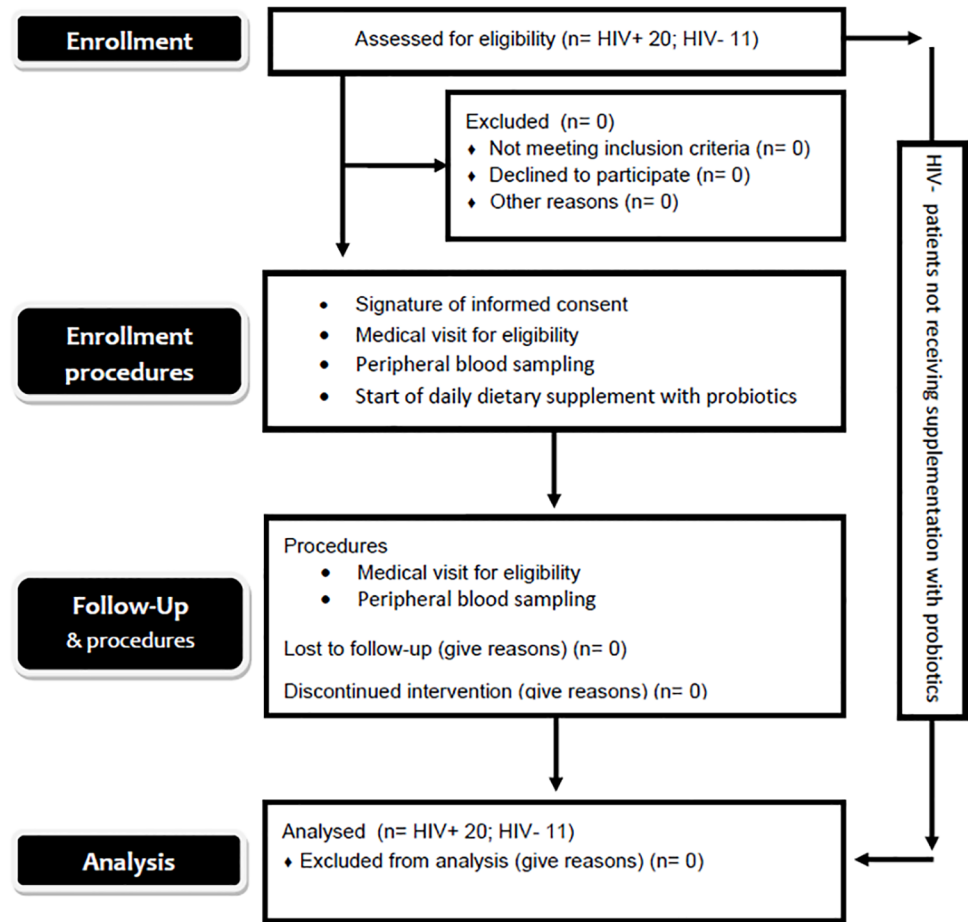 Enrollment
Assessed for eligibility (n= HIV+ 20; HIV- 11)
Excluded (n= 0)
♦ Not meeting inclusion criteria (n= 0)
♦ Declined to participate (n= 0)
♦ Other reasons (n= 0)
HIV- patients not receiving supplementation with probiotics
Enrollment
procedures
• Signature of informed consent
• Medical visit for eligibility
• Peripheral blood sampling
• Start of daily dietary supplement with probiotics
Follow-Up
& procedures
Procedures
• Medical visit for eligibility
• Peripheral blood sampling
Lost to follow-up (give reasons) (n= 0)
Discontinued intervention (give reasons) (n= 0)
Analysis
Analysed (n= HIV+ 20; HIV- 11)
♦ Excluded from analysis (give reasons) (n= 0)